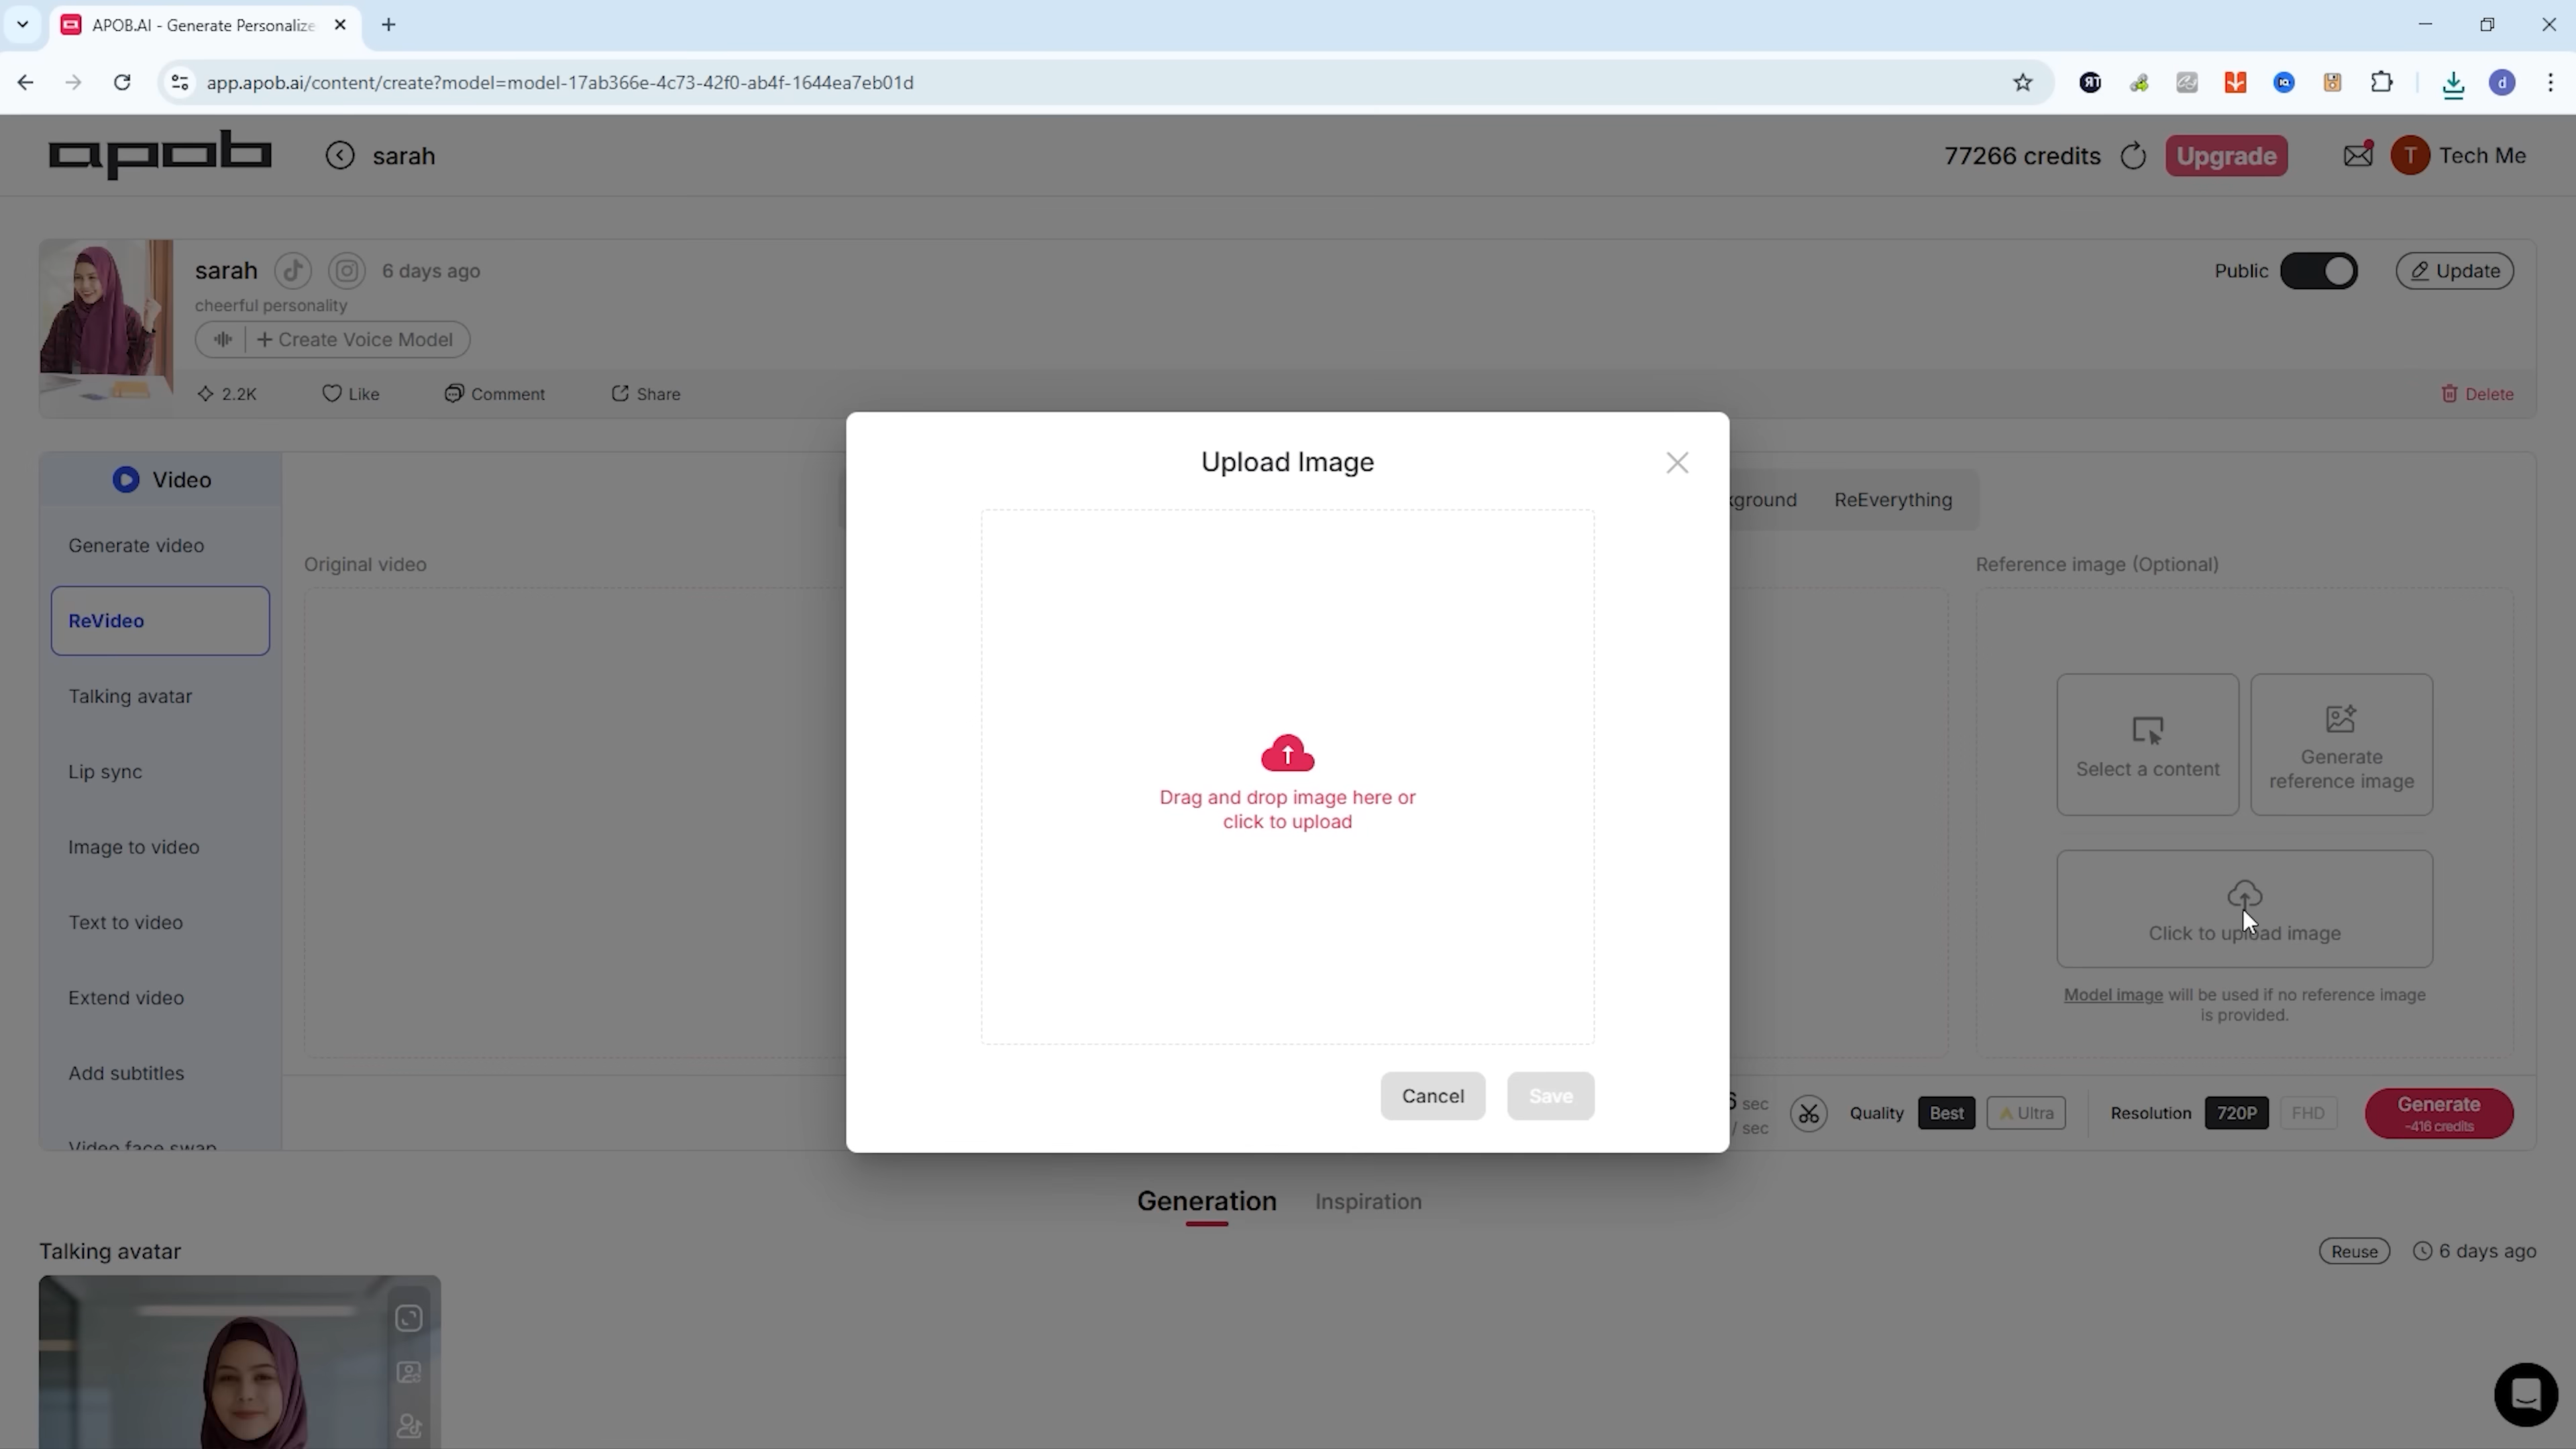 APOB.AI - Generate Personalize
app.apob.ai/content/create?model=model-17ab366e-4c73-42f0-ab4f-1644ea7eb01d
apob
sarah
77266 credits
Upgrade
T
Tech Me
sarah
6 days ago
Public
Update
cheerful personality
+ Create Voice Model
2.2K
Like
Comment
Share
Delete
Video
Generate video
ReVideo
Talking avatar
Lip sync
Image to video
Text to video
Extend video
Add subtitles
Video face swap
Original video
kground
ReEverything
Reference image (Optional)
Select a content
Generate
reference image
Click to upload image
Model image will be used if no reference image
is provided.
Upload Image
Drag and drop image here or
click to upload
Cancel
Save
sec
/ sec
Quality
Best
Ultra
Resolution
720P
FHD
Generate
-416 credits
Generation
Inspiration
Talking avatar
Reuse
6 days ago